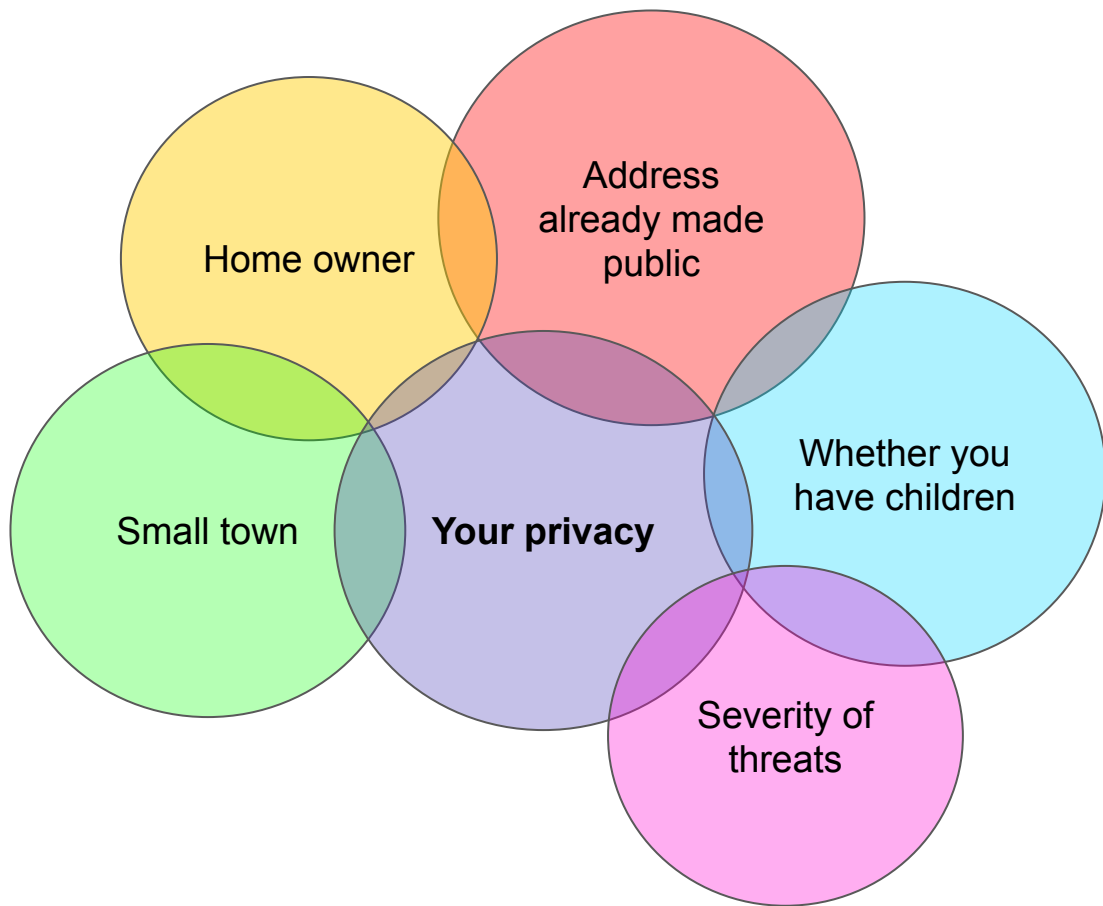 Address
already made
public
Home owner
Whether you
have children
Small town
Your privacy
Severity of
threats